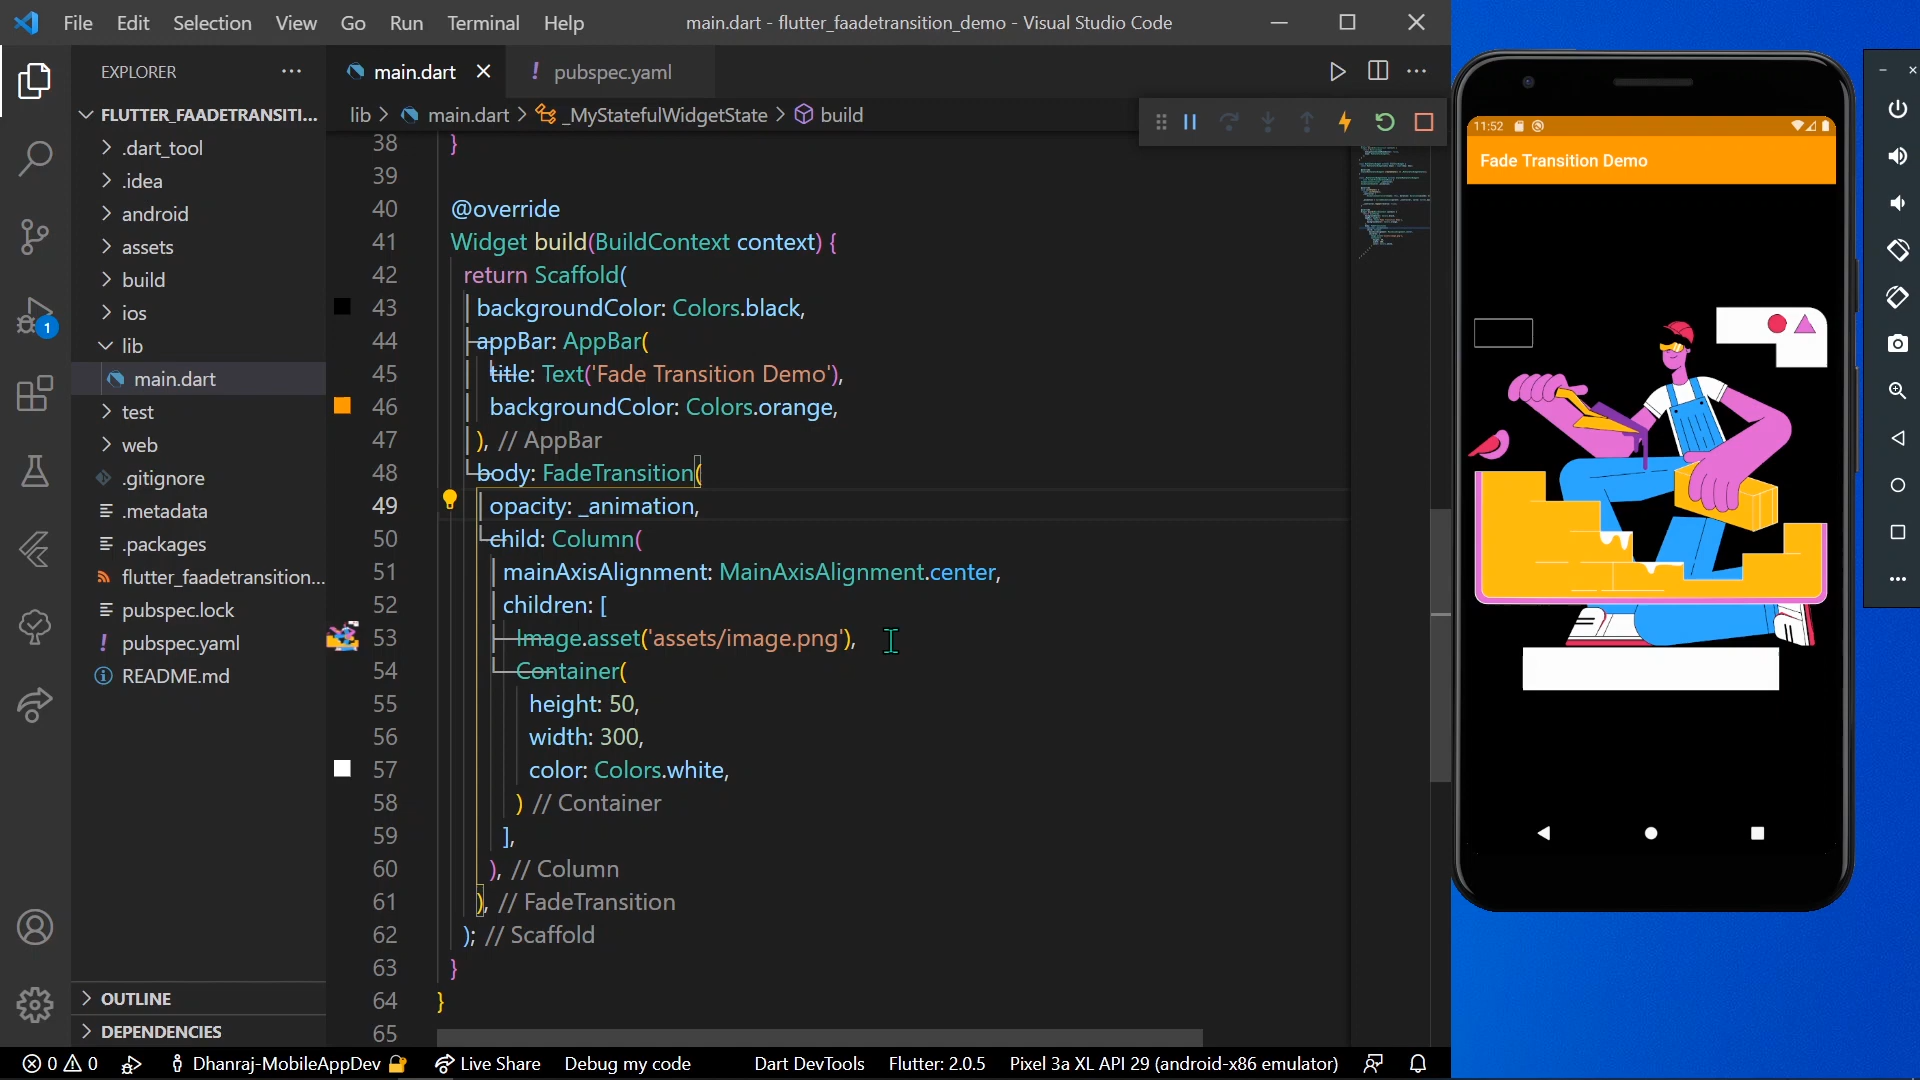 File Edit Selection View Go Run Terminal Help
main.dart - flutter_faadetransition_demo - Visual Studio Code
EXPLORER
FLUTTER_FAADETRANSITI...
.dart_tool
.idea
android
assets
build
ios
lib
main.dart
test
web
.gitignore
.metadata
.packages
flutter_faadetransition...
pubspec.lock
pubspec.yaml
README.md
OUTLINE
DEPENDENCIES
1
main.dart
pubspec.yaml
lib > main.dart > _MyStatefulWidgetState > build
38 }
39
40 @override
41 Widget build(BuildContext context) {
42 return Scaffold(
43 backgroundColor: Colors.black,
44 appBar: AppBar(
45 title: Text('Fade Transition Demo'),
46 backgroundColor: Colors.orange,
47 ), // AppBar
48 body: FadeTransition(
49 opacity: _animation,
50 child: Column(
51 mainAxisAlignment: MainAxisAlignment.center,
52 children: [
53 Image.asset('assets/image.png'),
54 Container(
55 height: 50,
56 width: 300,
57 color: Colors.white,
58 ) // Container
59 ],
60 ), // Column
61 ), // FadeTransition
62 ); // Scaffold
63 }
64 }
65
11:52
Fade Transition Demo
0 0 Dhanraj-MobileAppDev Live Share Debug my code Dart DevTools Flutter: 2.0.5 Pixel 3a XL API 29 (android-x86 emulator)